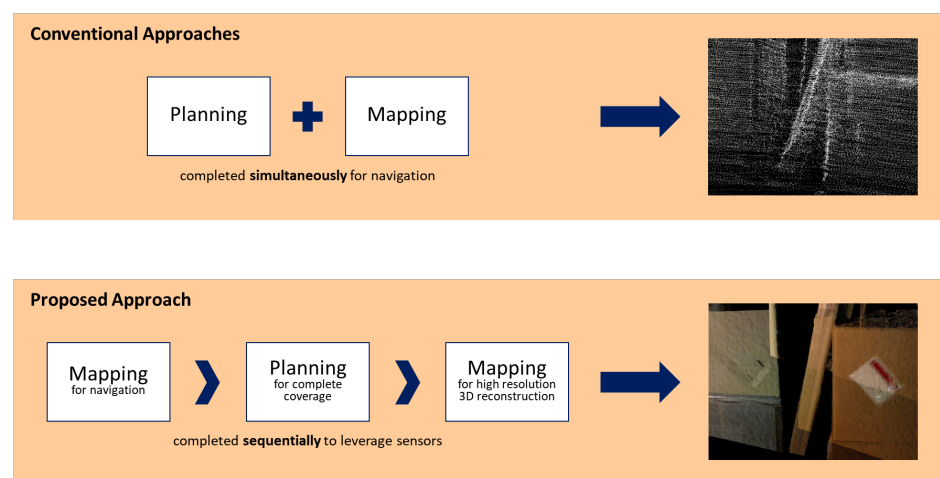 Conventional Approaches
Planning
Mapping
completed simultaneously for navigation
Proposed Approach
Mapping
for navigation
Planning
for complete
coverage
Mapping
for high resolution
3D reconstruction
completed sequentially to leverage sensors